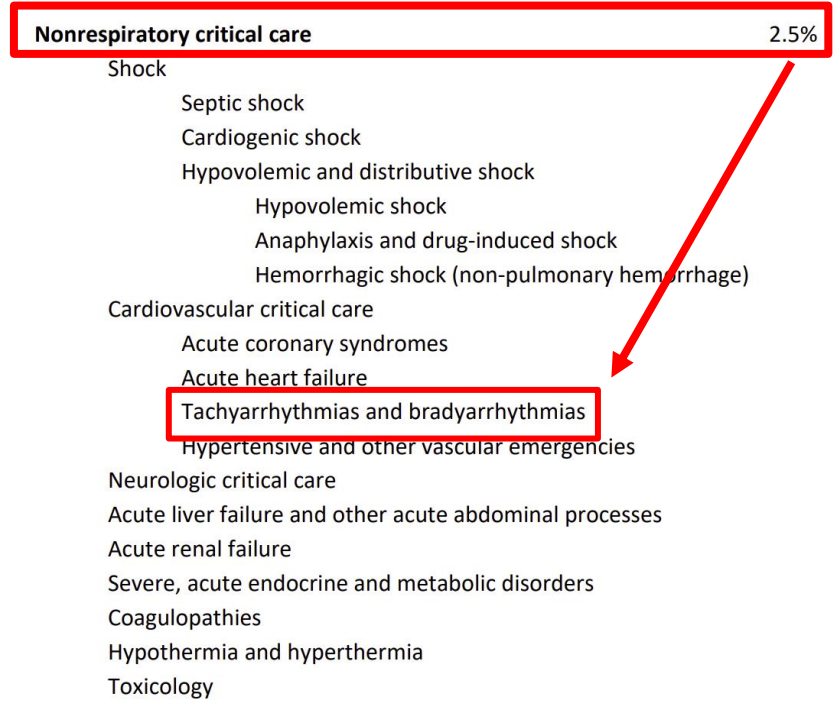 Nonrespiratory critical care 2.5%
Shock
Septic shock
Cardiogenic shock
Hypovolemic and distributive shock
Hypovolemic shock
Anaphylaxis and drug-induced shock
Hemorrhagic shock (non-pulmonary hemorrhage)
Cardiovascular critical care
Acute coronary syndromes
Acute heart failure
Tachyarrhythmias and bradyarrhythmias
Hypertensive and other vascular emergencies
Neurologic critical care
Acute liver failure and other acute abdominal processes
Acute renal failure
Severe, acute endocrine and metabolic disorders
Coagulopathies
Hypothermia and hyperthermia
Toxicology